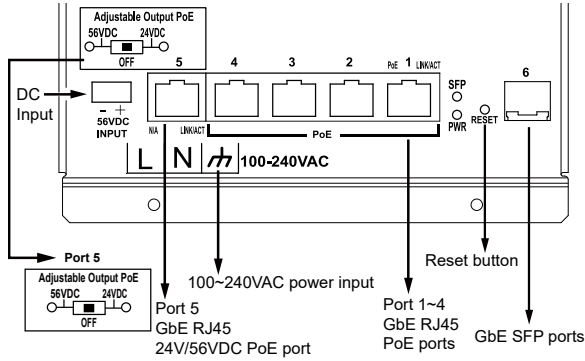 Adjustable Output PoE
56VDC 24VDC
OFF
DC
Input
- +
56VDC
INPUT
5
4
3
2
PoE 1 LINK/ACT
SFP
PWR
RESET
6
N/A LINK/ACT
PoE
L N 100-240VAC
Port 5
Adjustable Output PoE
56VDC 24VDC
OFF
100~240VAC power input
Port 5
GbE RJ45
24V/56VDC PoE port
Port 1~4
GbE RJ45
PoE ports
Reset button
GbE SFP ports